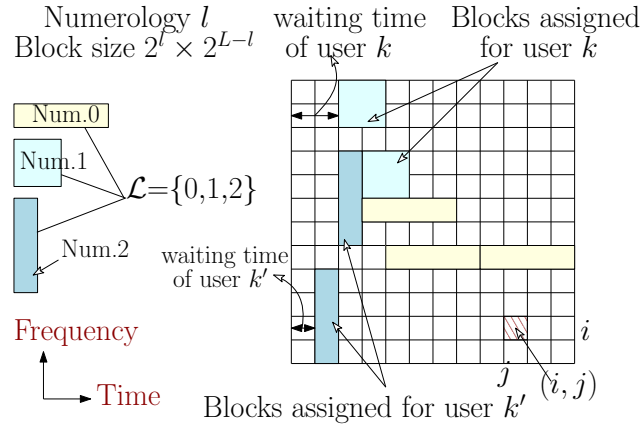 Numerology l
Block size 2^l × 2^{L−l}
waiting time
of user k
Blocks assigned
for user k
Num.0
Num.1
Num.2
𝓛={0,1,2}
waiting time
of user k′
Frequency
Time
i
j
(i, j)
Blocks assigned for user k′